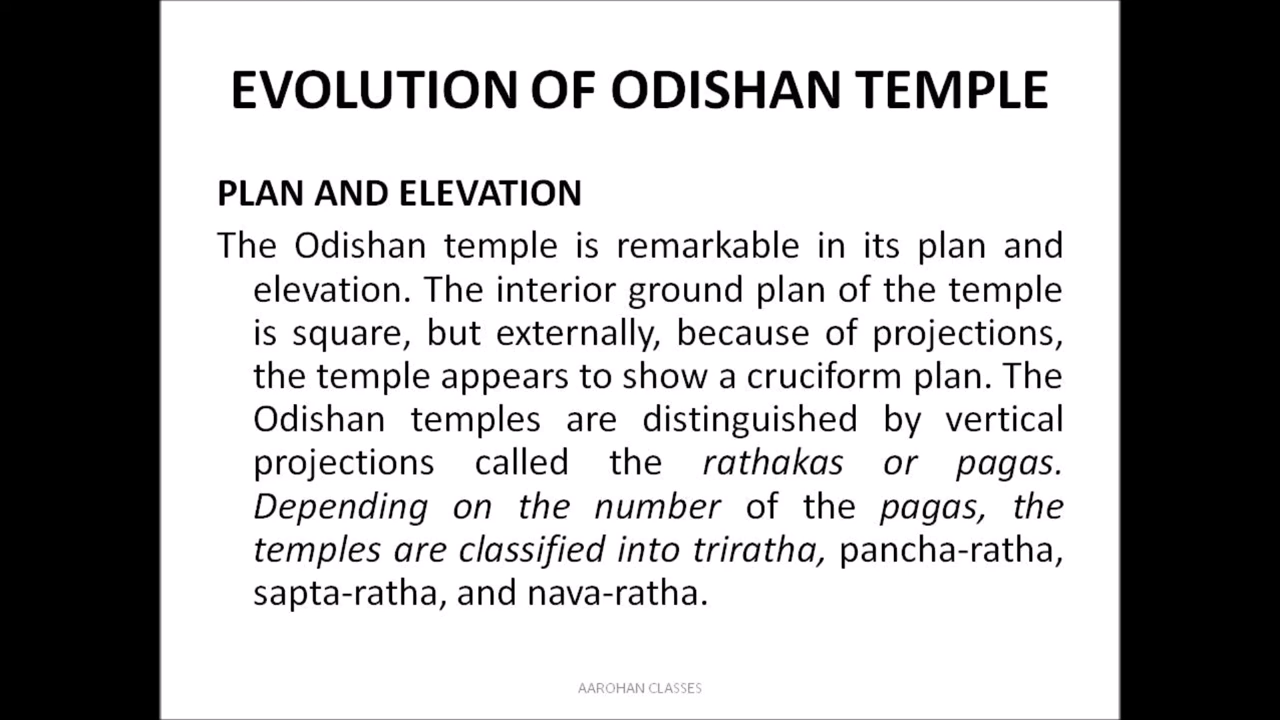 EVOLUTION OF ODISHAN TEMPLE
PLAN AND ELEVATION
The Odishan temple is remarkable in its plan and
elevation. The interior ground plan of the temple
is square, but externally, because of projections,
the temple appears to show a cruciform plan. The
Odishan temples are distinguished by vertical
projections called the rathakas or pagas.
Depending on the number of the pagas, the
temples are classified into triratha, pancha-ratha,
sapta-ratha, and nava-ratha.
AAROHAN CLASSES